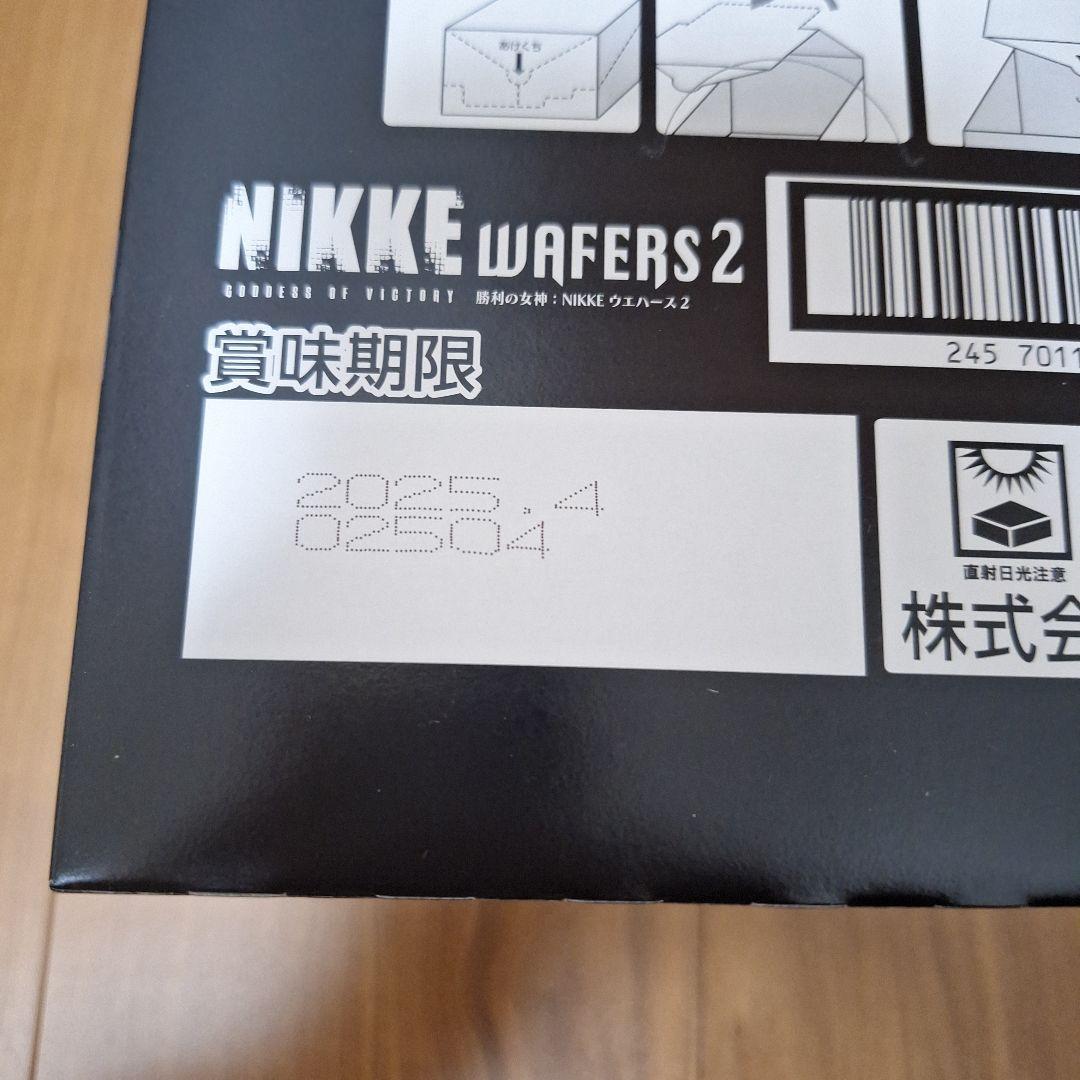 あけくち
NIKKE WAFERS 2
GODDESS OF VICTORY 勝利の女神：NIKKE ウエハース 2
賞味期限
2025. 4
02504
245 7011
直射日光注意
株式会